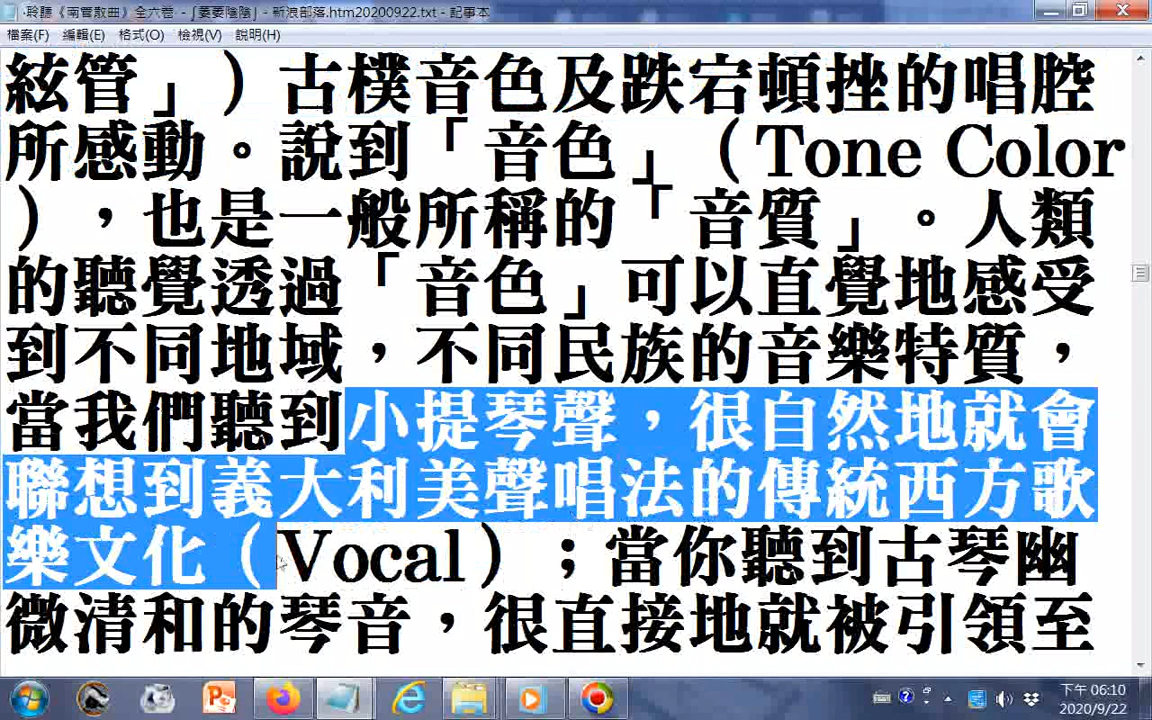 聆聽《南管散曲》全六卷 - ∫萋萋陰陰∫ - 新浪部落.htm20200922.txt - 記事本
檔案(F) 編輯(E) 格式(O) 檢視(V) 說明(H)
絃管」）古樸音色及跌宕頓挫的唱腔
所感動。說到「音色」（Tone Color
），也是一般所稱的「音質」。人類
的聽覺透過「音色」可以直覺地感受
到不同地域，不同民族的音樂特質，
當我們聽到小提琴聲，很自然地就會
聯想到義大利美聲唱法的傳統西方歌
樂文化（Vocal）；當你聽到古琴幽
微清和的琴音，很直接地就被引領至
下午 06:10
2020/9/22